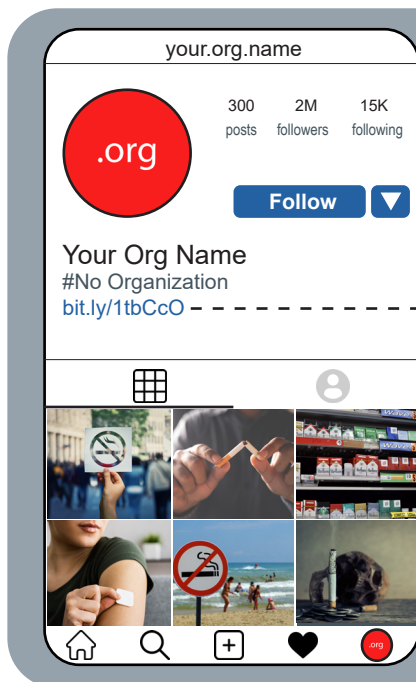 your.org.name
.org
300 2M 15K
posts followers following
Follow
Your Org Name
#No Organization
bit.ly/1tbCcO
.org